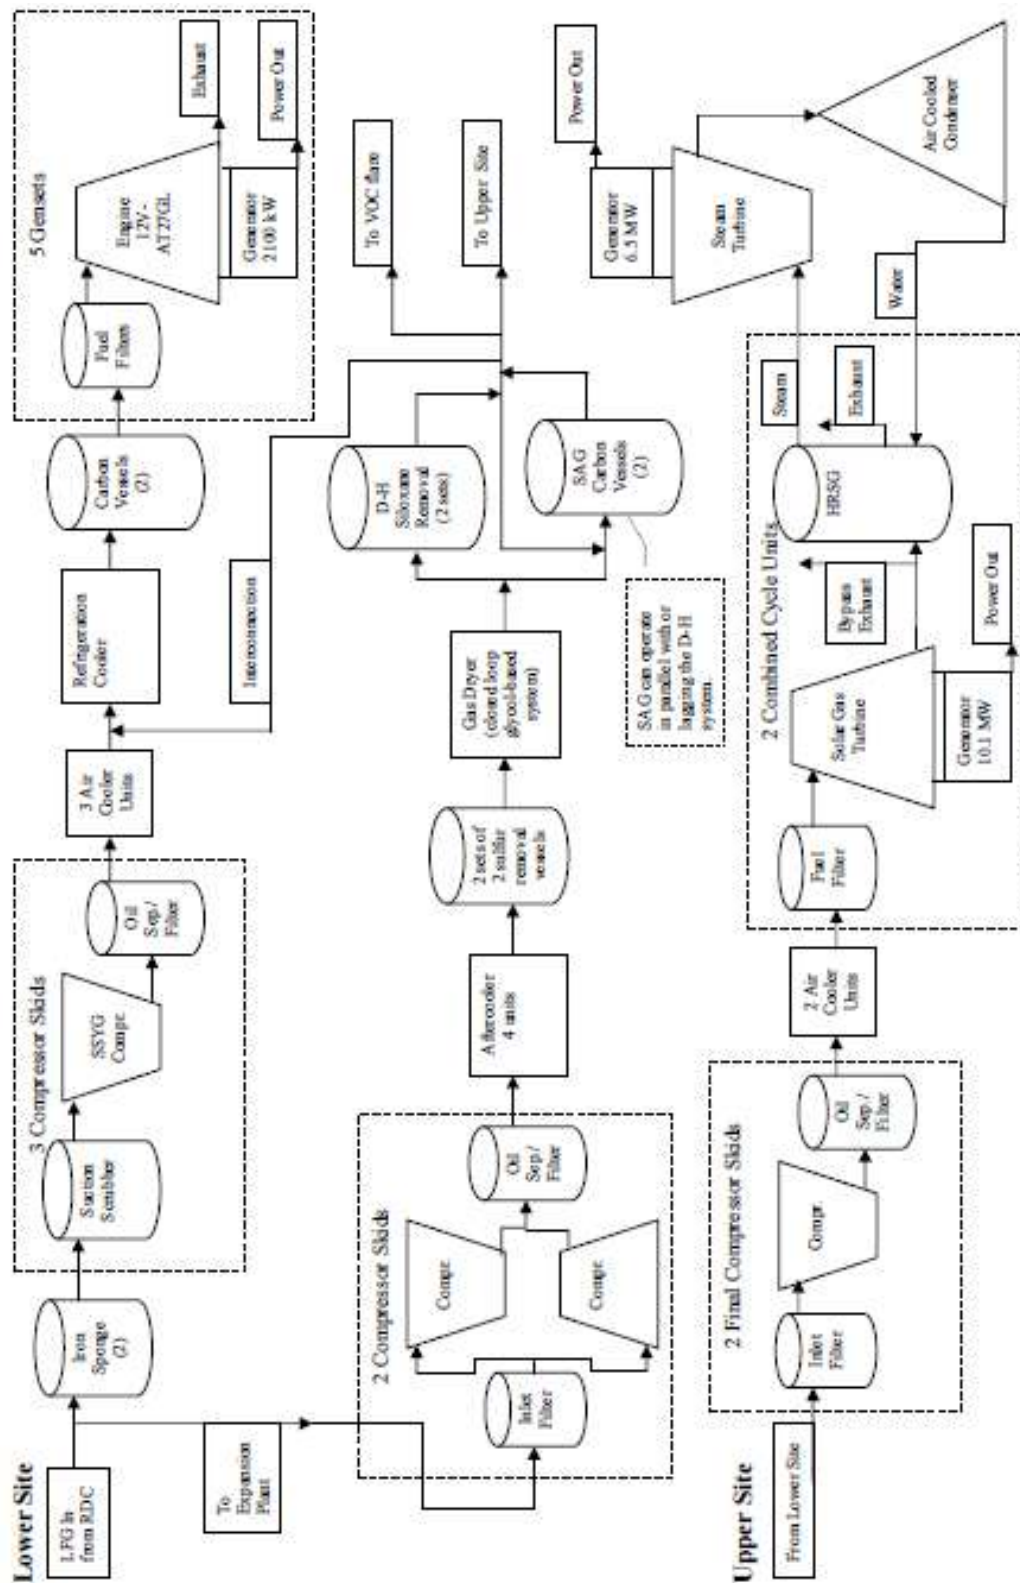 Lower Site
LFG In
from RDC
Iron
Sponge
(2)
3 Compressor Skids
Suction
Scrubber
SSYG
Compr.
Oil
Sep./
Filter
3 Air
Cooler
Units
Refrigeration
Cooler
Carbon
Vessels
(2)
5 Gensets
Fuel
Filters
Engine
12V-
AT27GL
Generator
2100 kW
Exhaust
Power Out
To
Expansion
Plant
Interconnection
2 Compressor Skids
Inlet
Filter
Compr.
Compr.
Oil
Sep./
Filter
Aftercooler
4 units
2 sets of
2 sulfur
removal
vessels
Gas Dryer
(closed loop
glycol-based
system)
D-H
Siloxane
Removal
(2 sets)
SAG
Carbon
Vessels
(2)
To VOC flare
To Upper Site
SAG can operate
in parallel with or
lagging the D-H
system.
Upper Site
From Lower Site
2 Final Compressor Skids
Inlet
Filter
Compr.
Oil
Sep./
Filter
2 Air
Cooler
Units
2 Combined Cycle Units
Fuel
Filter
Solar Gas
Turbine
Generator
10.1 MW
Power Out
Bypass
Exhaust
HRSG
Exhaust
Steam
Water
Generator
6.5 MW
Power Out
Steam
Turbine
Air Cooled
Condenser